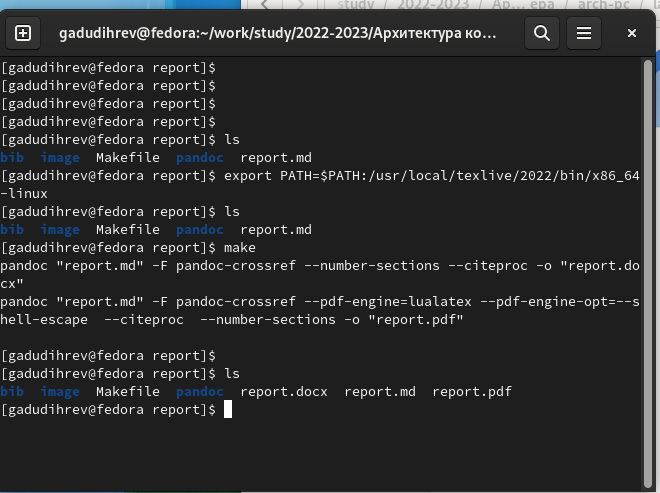 study / 2022-2023 / Ар... ера / arch-pc /
gadudihrev@fedora:~/work/study/2022-2023/Архитектура ко...
[gadudihrev@fedora report]$
[gadudihrev@fedora report]$
[gadudihrev@fedora report]$
[gadudihrev@fedora report]$
[gadudihrev@fedora report]$ ls
bib  image  Makefile  pandoc  report.md
[gadudihrev@fedora report]$ export PATH=$PATH:/usr/local/texlive/2022/bin/x86_64
-linux
[gadudihrev@fedora report]$ ls
bib  image  Makefile  pandoc  report.md
[gadudihrev@fedora report]$ make
pandoc "report.md" -F pandoc-crossref --number-sections --citeproc -o "report.do
cx"
pandoc "report.md" -F pandoc-crossref --pdf-engine=lualatex --pdf-engine-opt=--s
hell-escape  --citeproc  --number-sections -o "report.pdf"
[gadudihrev@fedora report]$
[gadudihrev@fedora report]$ ls
bib  image  Makefile  pandoc  report.docx  report.md  report.pdf
[gadudihrev@fedora report]$